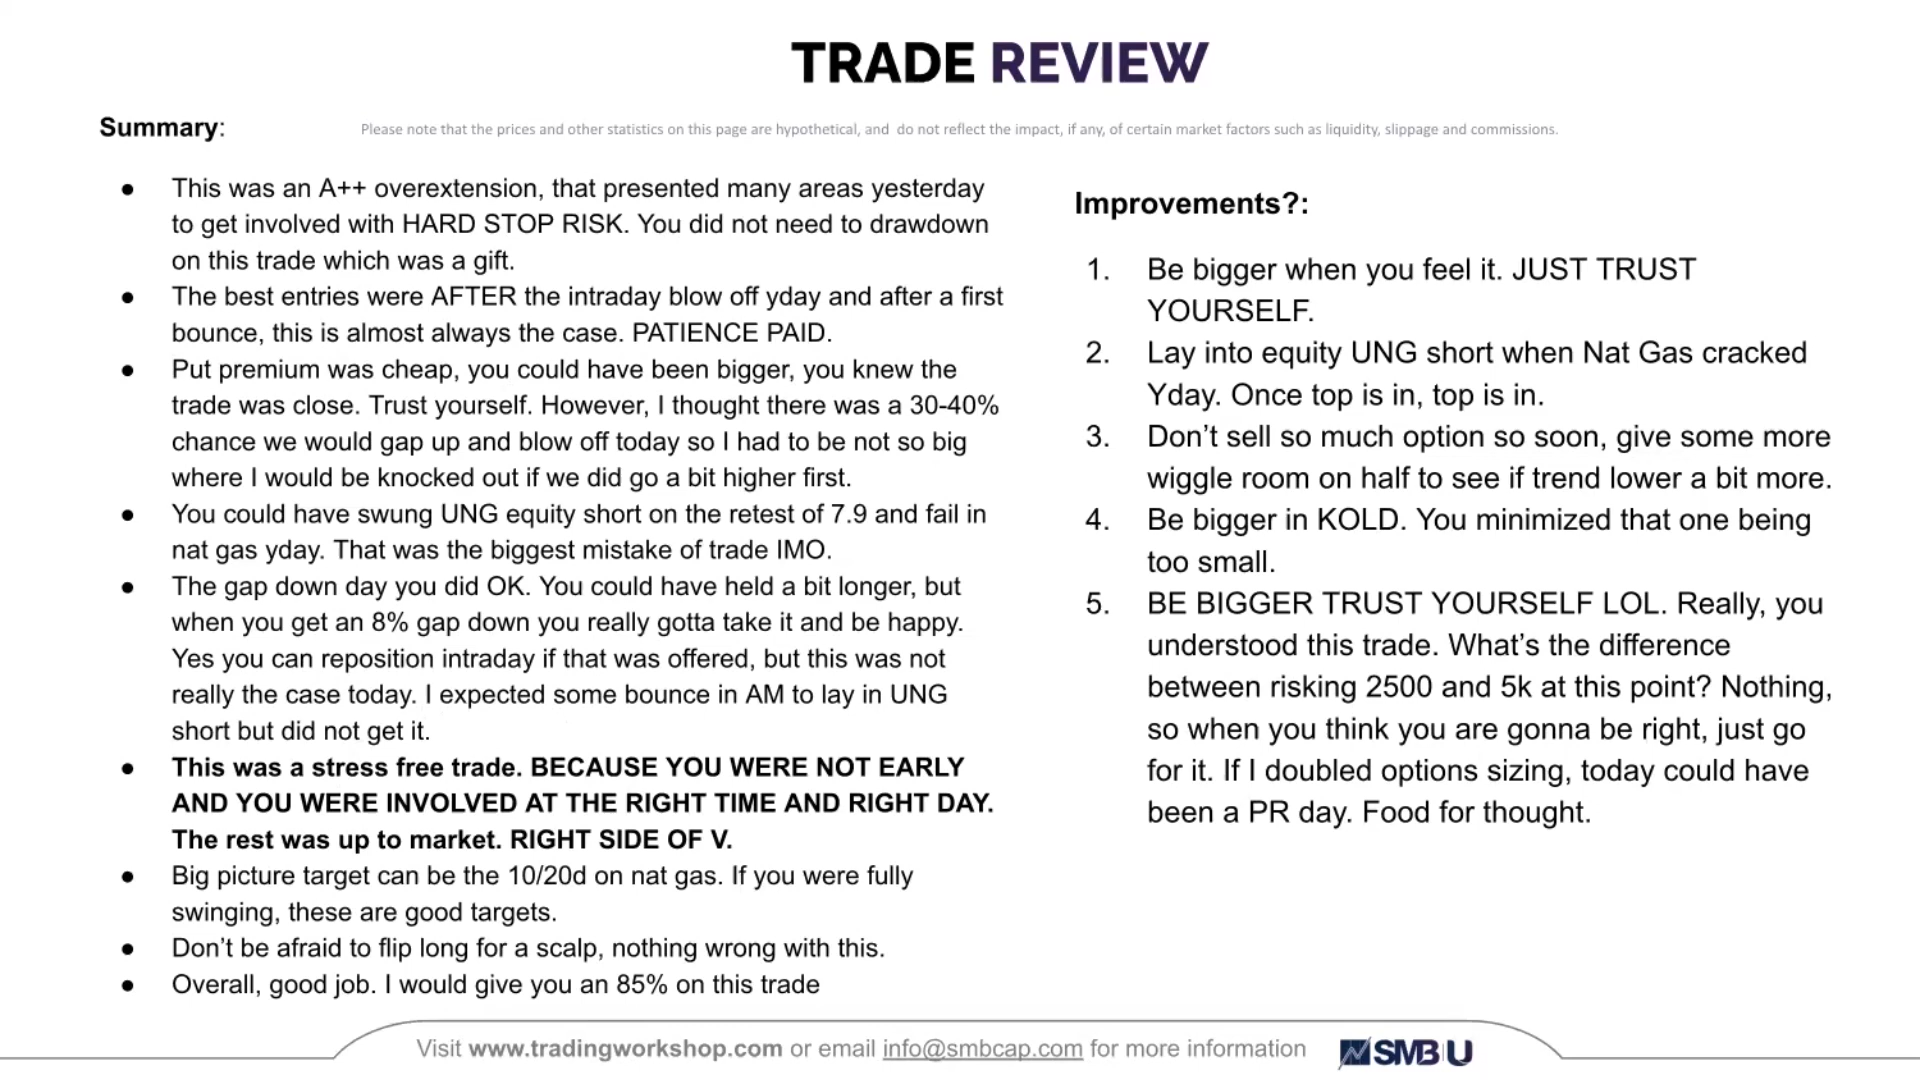 TRADE REVIEW
Summary:
Please note that the prices and other statistics on this page are hypothetical, and do not reflect the impact, if any, of certain market factors such as liquidity, slippage and commissions.
● This was an A++ overextension, that presented many areas yesterday
to get involved with HARD STOP RISK. You did not need to drawdown
on this trade which was a gift.
● The best entries were AFTER the intraday blow off yday and after a first
bounce, this is almost always the case. PATIENCE PAID.
● Put premium was cheap, you could have been bigger, you knew the
trade was close. Trust yourself. However, I thought there was a 30-40%
chance we would gap up and blow off today so I had to be not so big
where I would be knocked out if we did go a bit higher first.
● You could have swung UNG equity short on the retest of 7.9 and fail in
nat gas yday. That was the biggest mistake of trade IMO.
● The gap down day you did OK. You could have held a bit longer, but
when you get an 8% gap down you really gotta take it and be happy.
Yes you can reposition intraday if that was offered, but this was not
really the case today. I expected some bounce in AM to lay in UNG
short but did not get it.
● This was a stress free trade. BECAUSE YOU WERE NOT EARLY
AND YOU WERE INVOLVED AT THE RIGHT TIME AND RIGHT DAY.
The rest was up to market. RIGHT SIDE OF V.
● Big picture target can be the 10/20d on nat gas. If you were fully
swinging, these are good targets.
● Don't be afraid to flip long for a scalp, nothing wrong with this.
● Overall, good job. I would give you an 85% on this trade
Improvements?:
1. Be bigger when you feel it. JUST TRUST
YOURSELF.
2. Lay into equity UNG short when Nat Gas cracked
Yday. Once top is in, top is in.
3. Don't sell so much option so soon, give some more
wiggle room on half to see if trend lower a bit more.
4. Be bigger in KOLD. You minimized that one being
too small.
5. BE BIGGER TRUST YOURSELF LOL. Really, you
understood this trade. What's the difference
between risking 2500 and 5k at this point? Nothing,
so when you think you are gonna be right, just go
for it. If I doubled options sizing, today could have
been a PR day. Food for thought.
Visit www.tradingworkshop.com or email info@smbcap.com for more information
SMB U